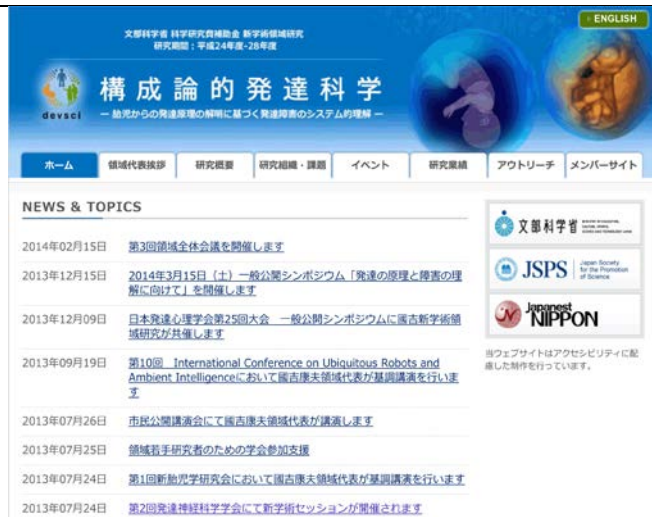 ENGLISH
文部科学省 科学研究費補助金 新学術領域研究
研究期間：平成24年度-28年度
構成論的発達科学
devsci
ー 胎児からの発達原理の解明に基づく発達障害のシステム的理解 ー
ホーム 領域代表挨拶 研究概要 研究組織・課題 イベント 研究業績 アウトリーチ メンバーサイト
NEWS & TOPICS
2014年02月15日 第3回領域全体会議を開催します
2013年12月15日 2014年3月15日（土）一般公開シンポジウム「発達の原理と障害の理
解に向けて」を開催します
2013年12月09日 日本発達心理学会第25回大会　一般公開シンポジウムに國吉新学術領
域研究が共催します
2013年09月19日 第10回　International Conference on Ubiquitous Robots and
Ambient Intelligenceにおいて國吉康夫領域代表が基調講演を行いま
す
2013年07月26日 市民公開講演会にて國吉康夫領域代表が講演します
2013年07月25日 領域若手研究者のための学会参加支援
2013年07月24日 第1回新胎児学研究会において國吉康夫領域代表が基調講演を行います
2013年07月24日 第2回発達神経科学学会にて新学術セッションが開催されます
文部科学省
JSPS Japan Society
for the Promotion
of Science
Japanest
NIPPON
当ウェブサイトはアクセシビリティに配
慮した制作を行っています。